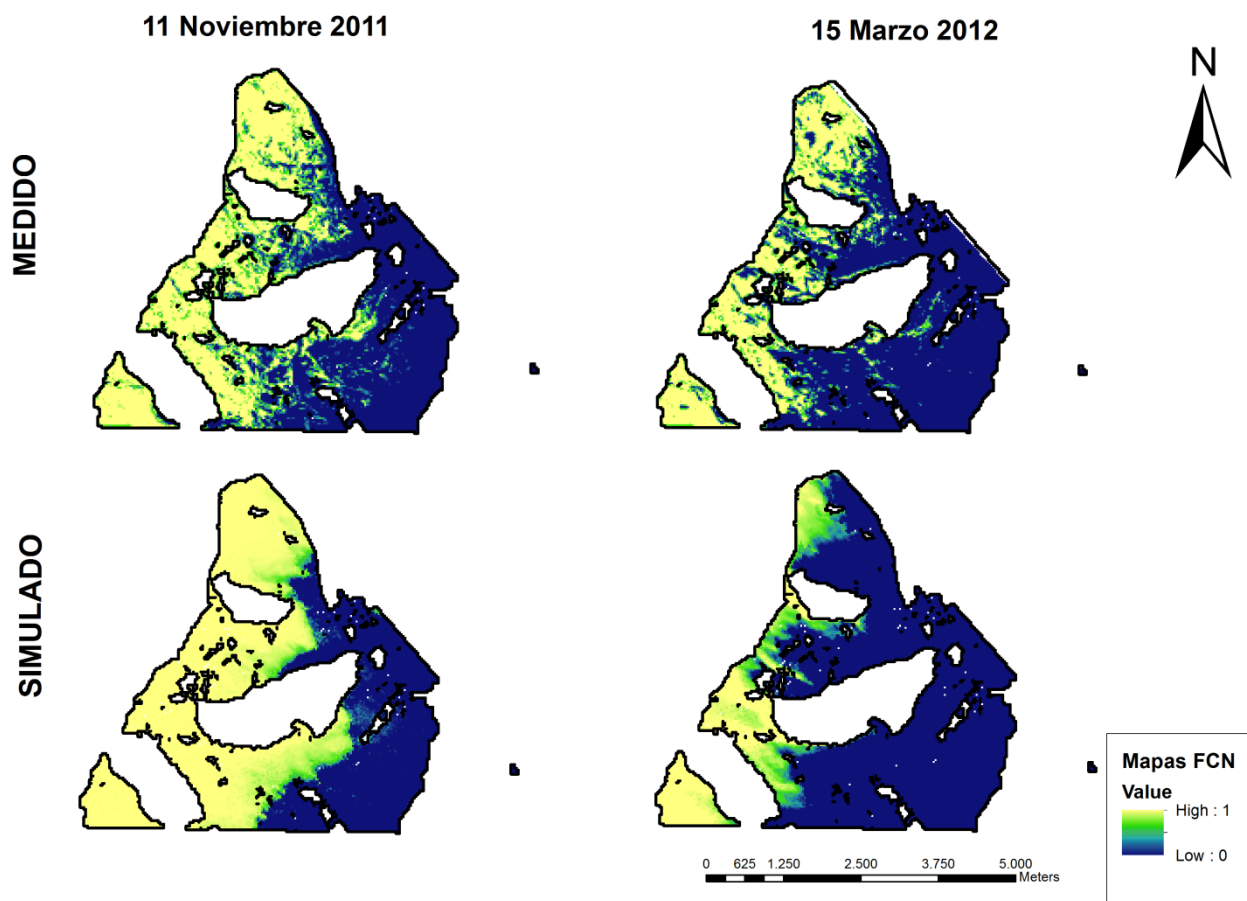 11 Noviembre 2011
15 Marzo 2012
N
MEDIDO
SIMULADO
Mapas FCN
Value
High : 1
Low : 0
0 625 1.250 2.500 3.750 5.000
Meters